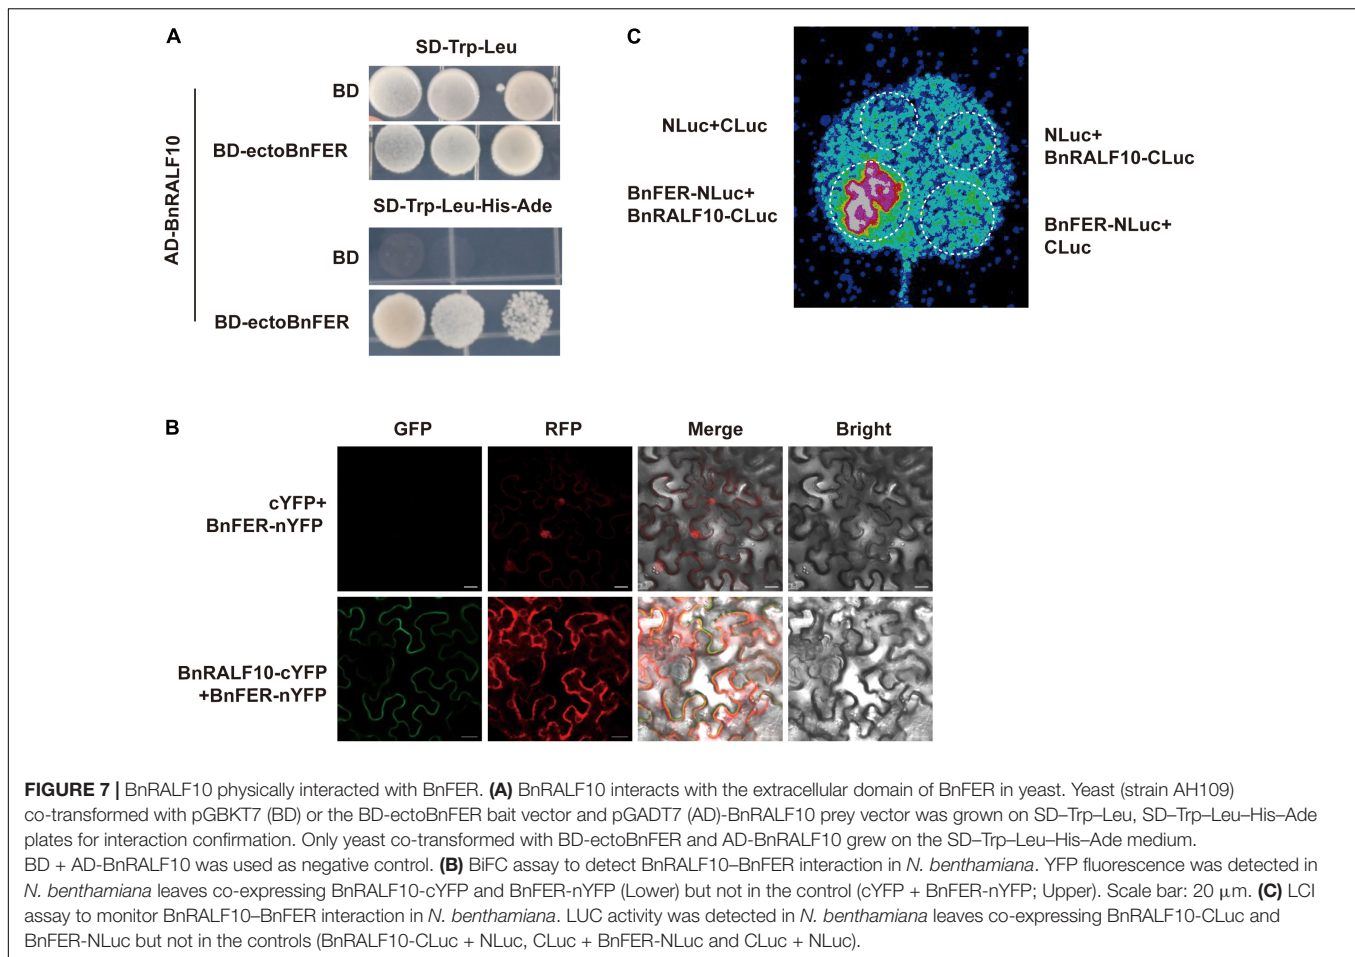 A
SD-Trp-Leu
BD
BD-ectoBnFER
AD-BnRALF10
SD-Trp-Leu-His-Ade
BD
BD-ectoBnFER
C
NLuc+CLuc
BnFER-NLuc+
BnRALF10-CLuc
NLuc+
BnRALF10-CLuc
BnFER-NLuc+
CLuc
B
GFP RFP Merge Bright
cYFP+
BnFER-nYFP
BnRALF10-cYFP
+BnFER-nYFP
FIGURE 7 | BnRALF10 physically interacted with BnFER. (A) BnRALF10 interacts with the extracellular domain of BnFER in yeast. Yeast (strain AH109)
co-transformed with pGBKT7 (BD) or the BD-ectoBnFER bait vector and pGADT7 (AD)-BnRALF10 prey vector was grown on SD–Trp–Leu, SD–Trp–Leu–His–Ade
plates for interaction confirmation. Only yeast co-transformed with BD-ectoBnFER and AD-BnRALF10 grew on the SD–Trp–Leu–His–Ade medium.
BD + AD-BnRALF10 was used as negative control. (B) BiFC assay to detect BnRALF10–BnFER interaction in N. benthamiana. YFP fluorescence was detected in
N. benthamiana leaves co-expressing BnRALF10-cYFP and BnFER-nYFP (Lower) but not in the control (cYFP + BnFER-nYFP; Upper). Scale bar: 20 μm. (C) LCI
assay to monitor BnRALF10–BnFER interaction in N. benthamiana. LUC activity was detected in N. benthamiana leaves co-expressing BnRALF10-CLuc and
BnFER-NLuc but not in the controls (BnRALF10-CLuc + NLuc, CLuc + BnFER-NLuc and CLuc + NLuc).